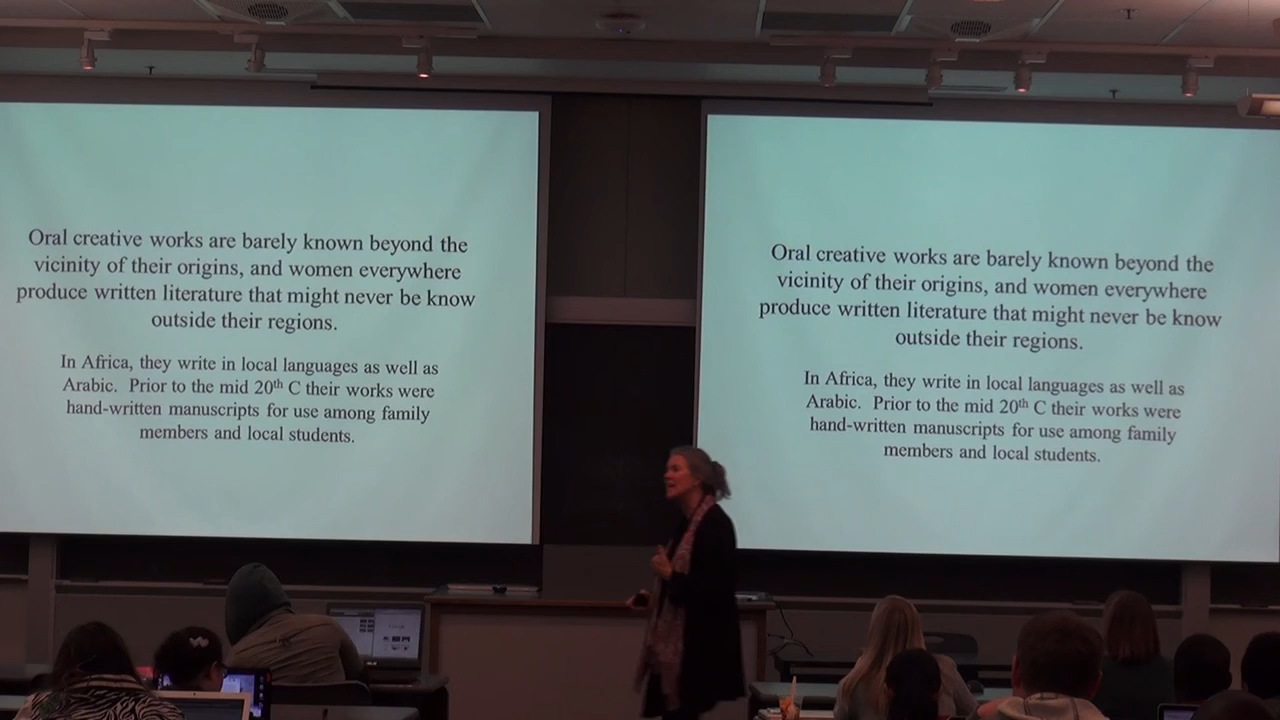 Oral creative works are barely known beyond the
vicinity of their origins, and women everywhere
produce written literature that might never be know
outside their regions.
In Africa, they write in local languages as well as
Arabic. Prior to the mid 20th C their works were
hand-written manuscripts for use among family
members and local students.
Oral creative works are barely known beyond the
vicinity of their origins, and women everywhere
produce written literature that might never be know
outside their regions.
In Africa, they write in local languages as well as
Arabic. Prior to the mid 20th C their works were
hand-written manuscripts for use among family
members and local students.